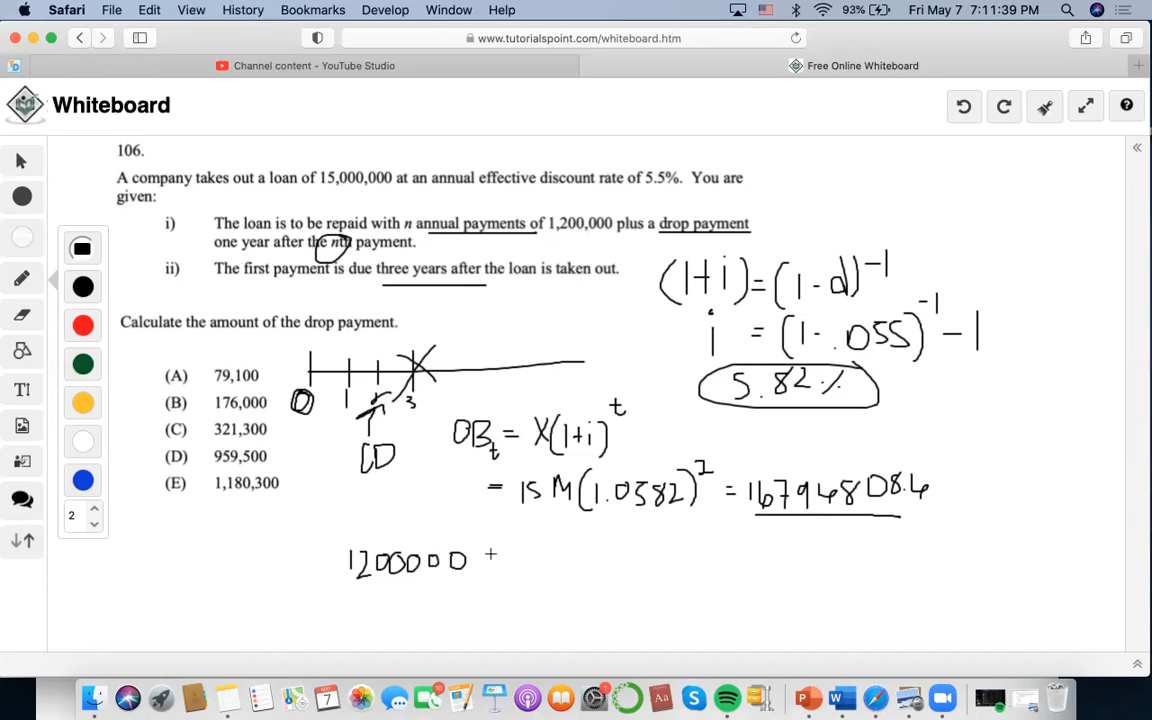 Safari File Edit View History Bookmarks Develop Window Help 93% Fri May 7 7:11:39 PM
www.tutorialspoint.com/whiteboard.htm
Channel content - YouTube Studio Free Online Whiteboard
Whiteboard
106.
A company takes out a loan of 15,000,000 at an annual effective discount rate of 5.5%. You are
given:
i) The loan is to be repaid with n annual payments of 1,200,000 plus a drop payment
one year after the nth payment.
ii) The first payment is due three years after the loan is taken out.
Calculate the amount of the drop payment.
(A) 79,100
(B) 176,000
(C) 321,300
(D) 959,500
(E) 1,180,300
(1+i)=(1-d)^-1
i = (1-.055)^-1 -1
5.82%
0 1 2 3
OB_t = X(1+i)^t
= 15M(1.0582)^2 = 16794808.6
1200000
2
10
7
Aa